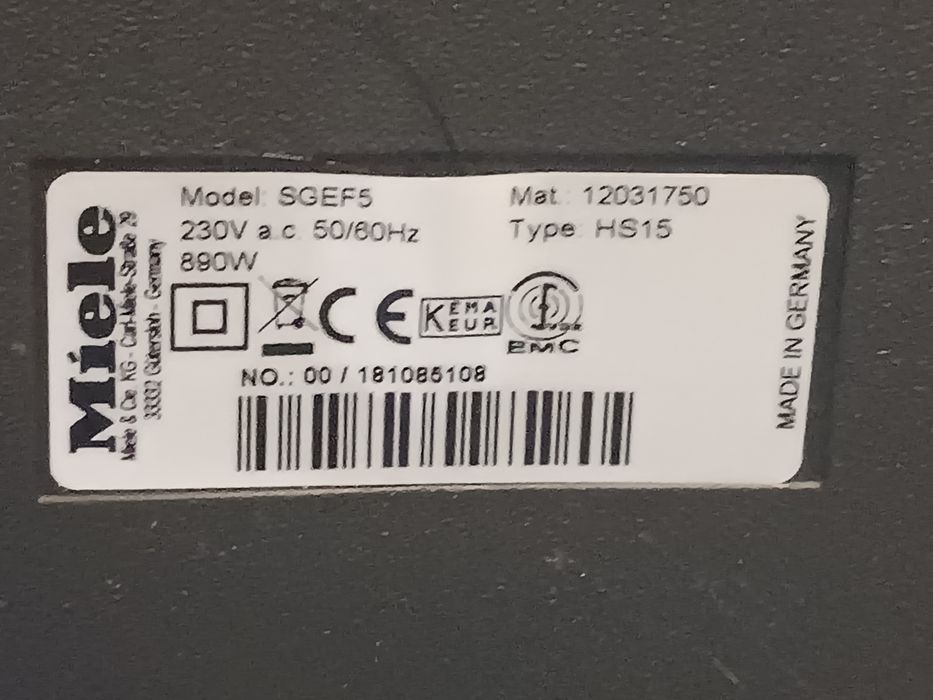 Miele
Miele & Cie. KG - Carl-Miele-Straße 29
33332 Gütersloh - Germany
Model: SGEF5
230V a.c. 50/60Hz
890W
Mat.: 12031750
Type: HS15
CE
KEMA
KEUR
EMC
NO.: 00 / 181085108
MADE IN GERMANY